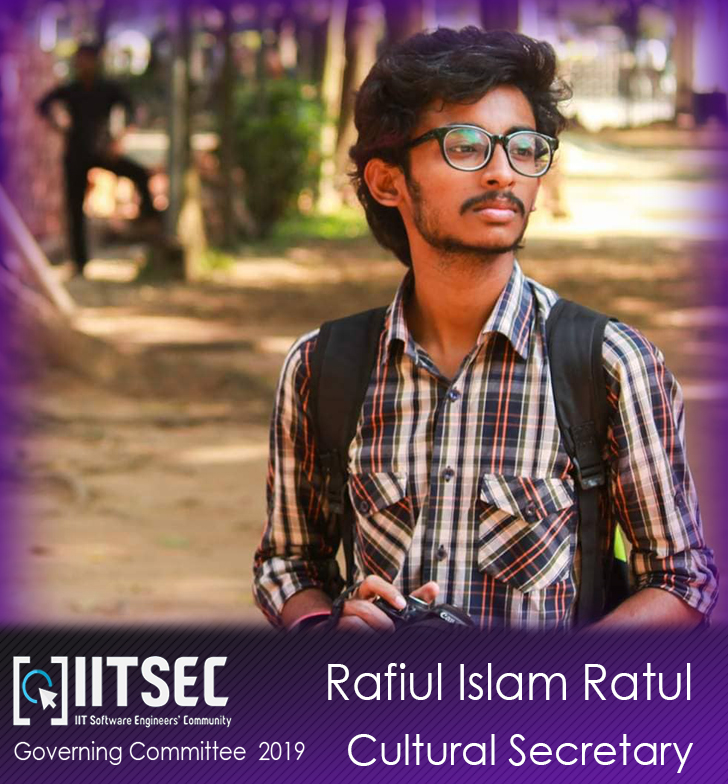 IITSEC
IIT Software Engineers' Community
Governing Committee 2019
Rafiul Islam Ratul
Cultural Secretary